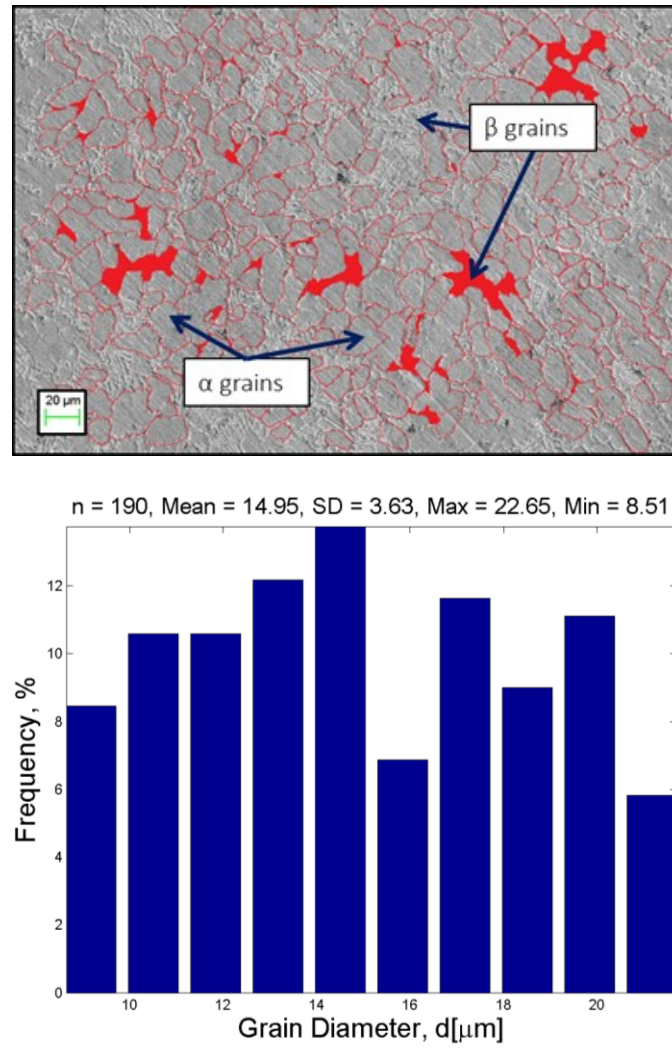 β grains
α grains
20 μm
n = 190, Mean = 14.95, SD = 3.63, Max = 22.65, Min = 8.51
12
10
8
6
4
2
0
Frequency, %
10 12 14 16 18 20
Grain Diameter, d[μm]